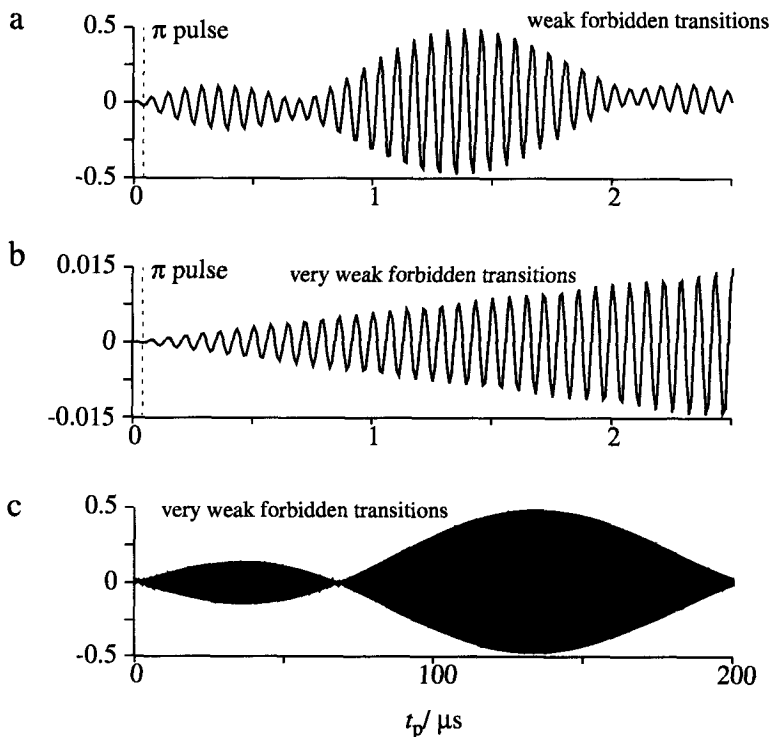 a
π pulse
weak forbidden transitions
0.5
0
-0.5
0
1
2
b
π pulse
very weak forbidden transitions
0.015
0
-0.015
0
1
2
c
very weak forbidden transitions
0.5
0
-0.5
0
100
200
tp/ μs